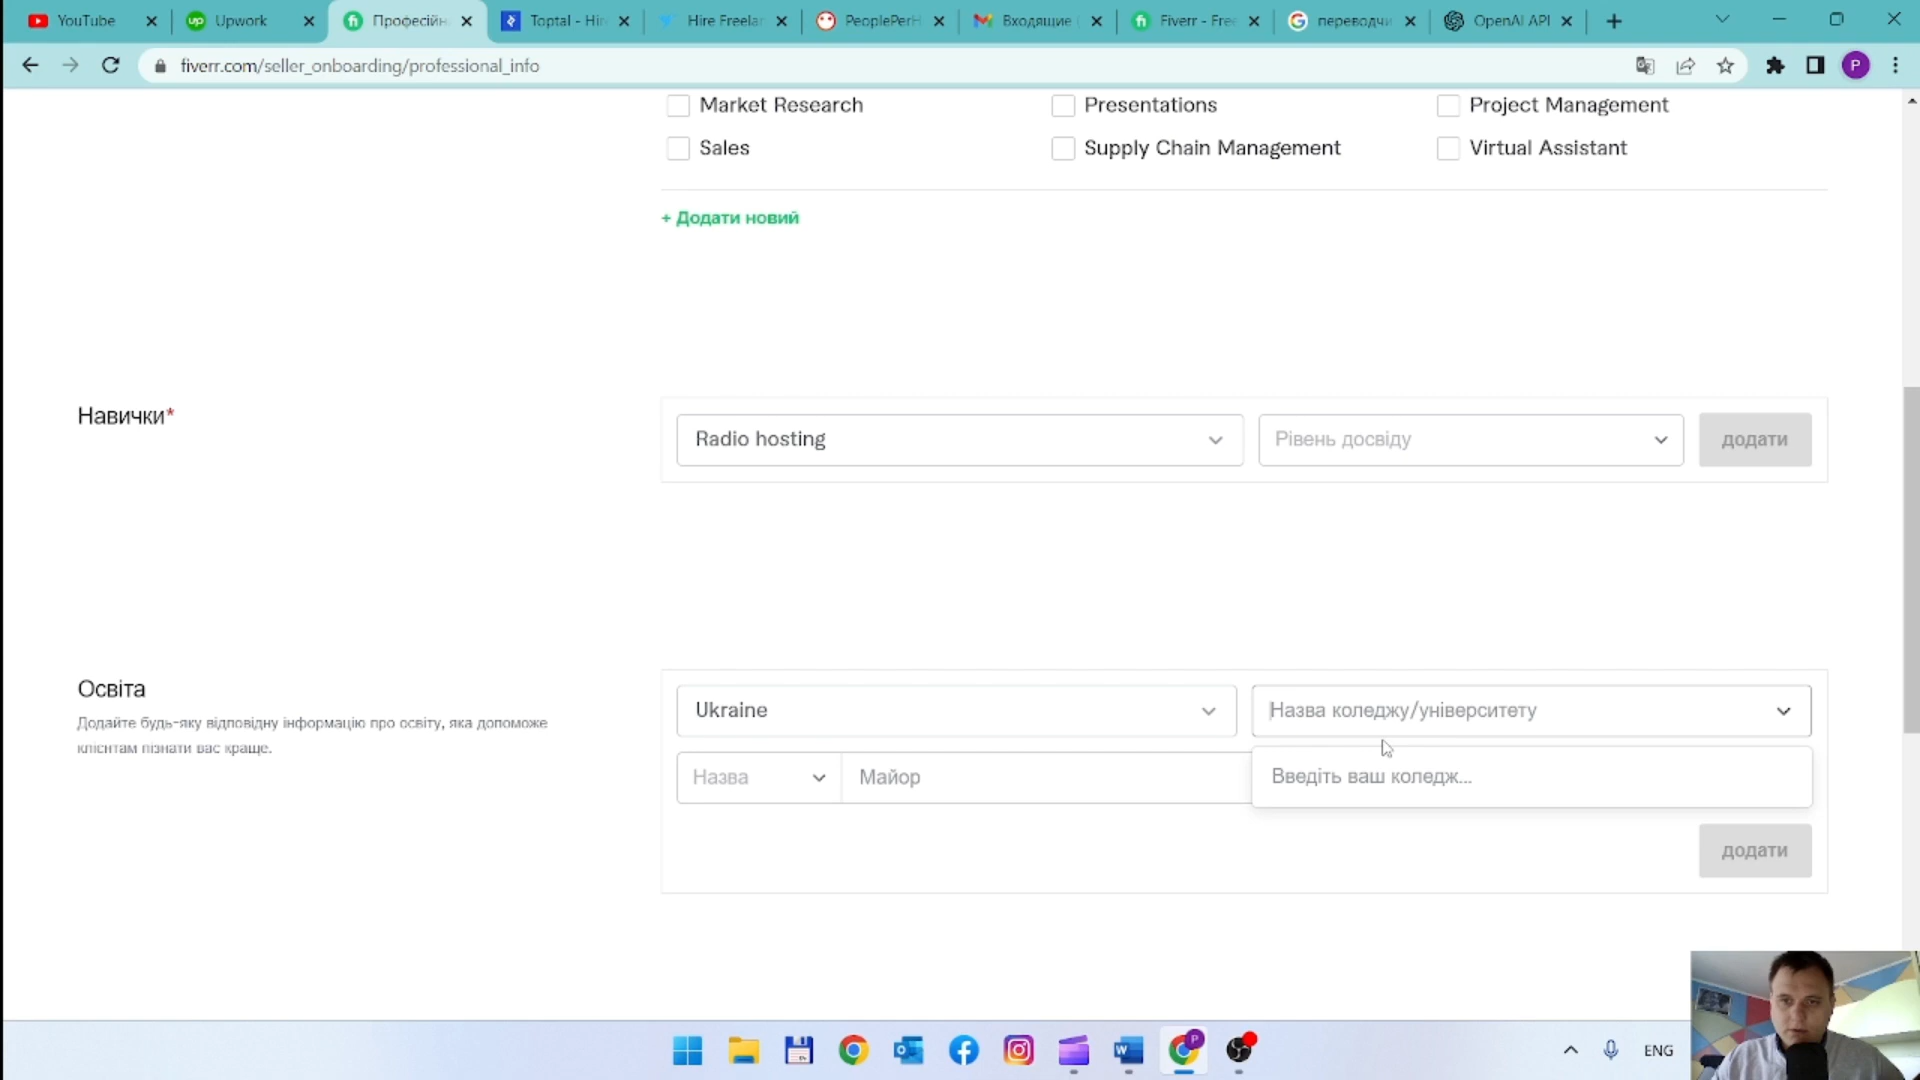 YouTube
Upwork
Професійн
Toptal - Hire
Hire Freelan
PeoplePerH
Входящие
Fiverr - Free
переводчи
OpenAI API
fiverr.com/seller_onboarding/professional_info
P
Market Research
Presentations
Project Management
Sales
Supply Chain Management
Virtual Assistant
+ Додати новий
Навички*
Radio hosting
Рівень досвіду
додати
Освіта
Додайте будь-яку відповідну інформацію про освіту, яка допоможе
клієнтам пізнати вас краще.
Ukraine
Назва коледжу/університету
Назва
Майор
Введіть ваш коледж...
додати
ENG